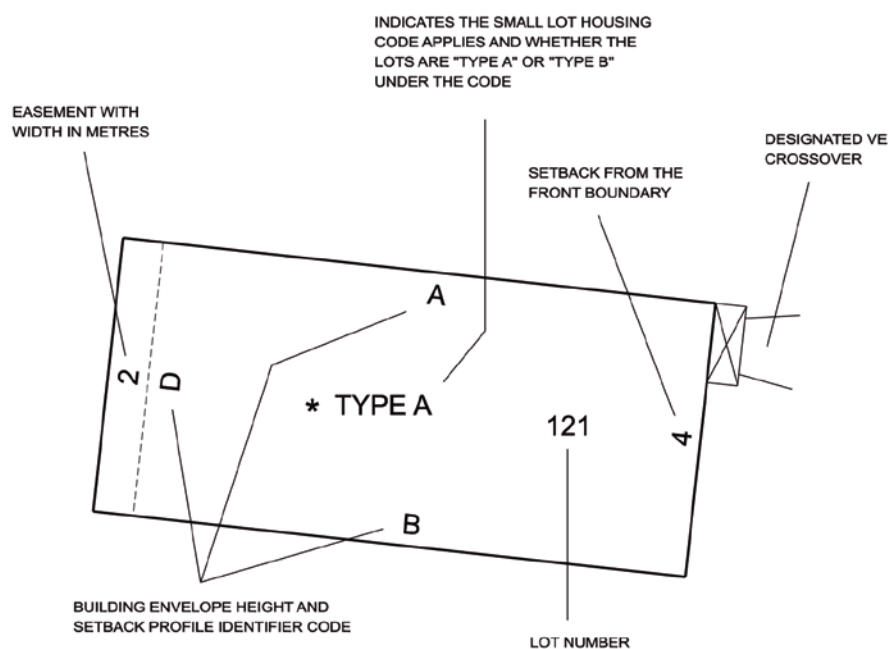 INDICATES THE SMALL LOT HOUSING
CODE APPLIES AND WHETHER THE
LOTS ARE "TYPE A" OR "TYPE B"
UNDER THE CODE
EASEMENT WITH
WIDTH IN METRES
DESIGNATED VE
CROSSOVER
SETBACK FROM THE
FRONT BOUNDARY
A
2
D
* TYPE A
121
4
B
BUILDING ENVELOPE HEIGHT AND
SETBACK PROFILE IDENTIFIER CODE
LOT NUMBER